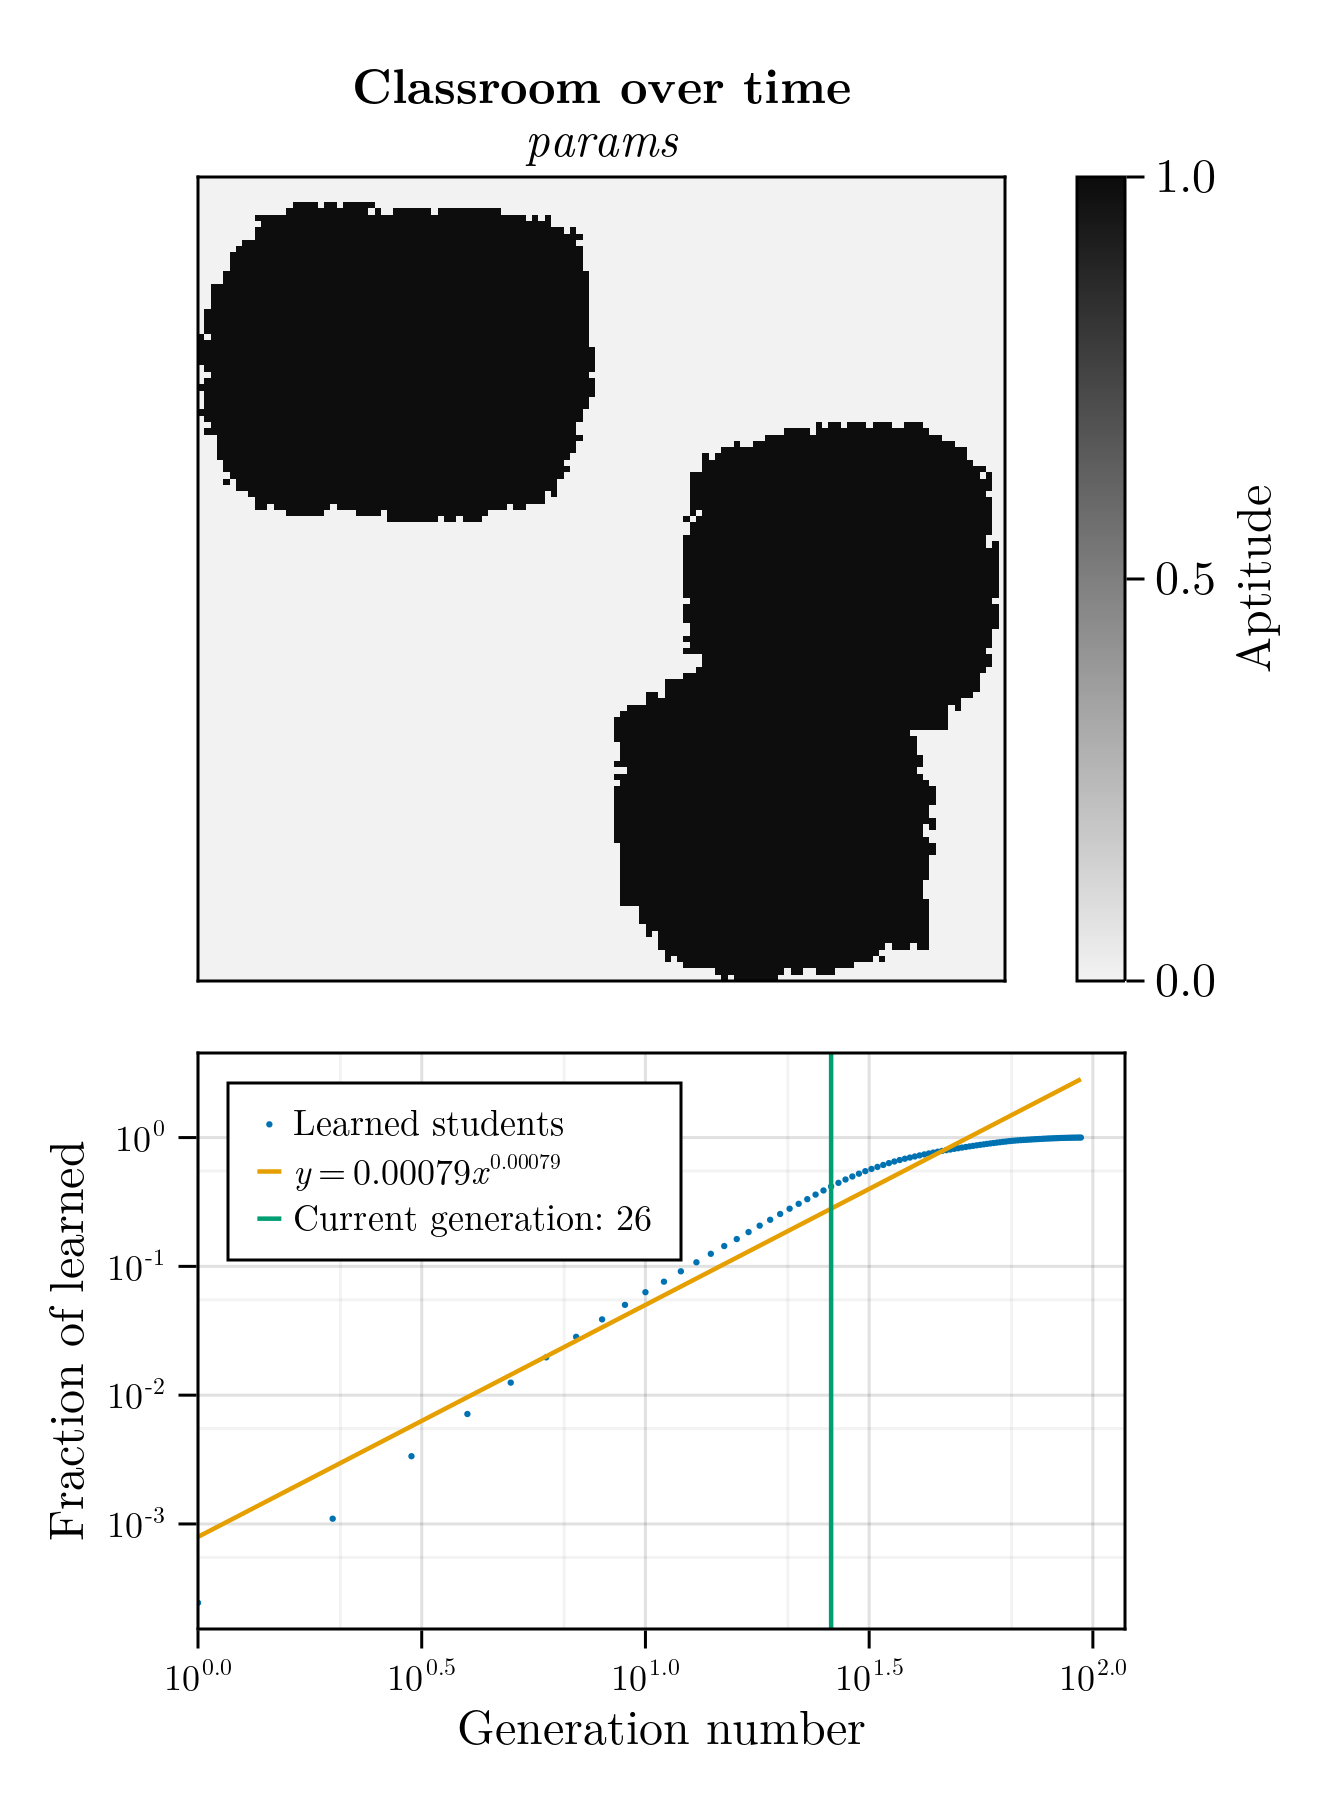 Classroom over time
params
1.0
0.5
0.0
Aptitude
Fraction of learned
10⁰
10⁻¹
10⁻²
10⁻³
Learned students
y = 0.00079x^0.00079
Current generation: 26
10^0.0 10^0.5 10^1.0 10^1.5 10^2.0
Generation number